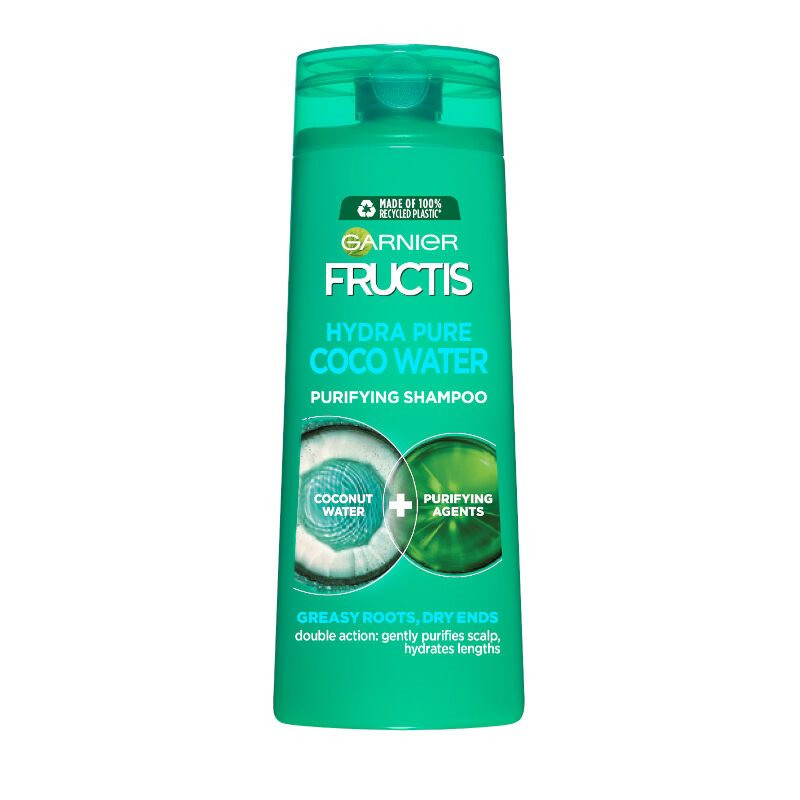 MADE OF 100%
RECYCLED PLASTIC*
GARNIER
FRUCTIS
HYDRA PURE
COCO WATER
PURIFYING SHAMPOO
COCONUT
WATER
+
PURIFYING
AGENTS
GREASY ROOTS, DRY ENDS
double action: gently purifies scalp,
hydrates lengths